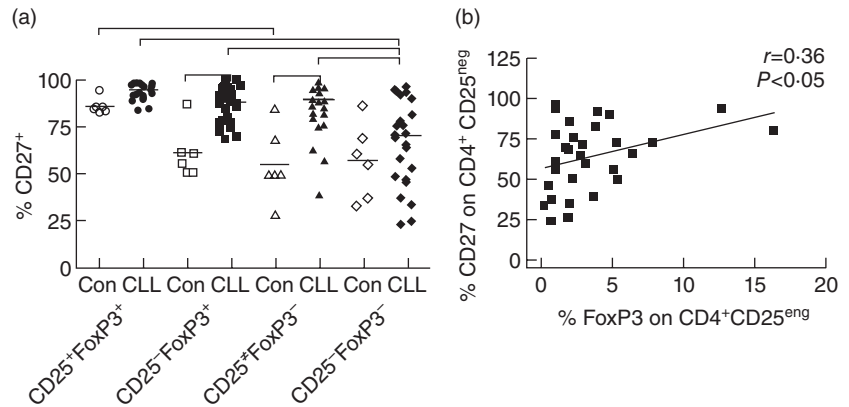 (a)
% CD27⁺
100
75
50
25
0
Con CLL Con CLL Con CLL Con CLL
CD25⁺FoxP3⁺
CD25⁻FoxP3⁺
CD25≠FoxP3⁻
CD25⁻FoxP3⁻
(b)
r=0·36
P<0·05
% CD27 on CD4⁺ CD25ⁿᵉᵍ
125
100
75
50
25
0
0 5 10 15 20
% FoxP3 on CD4⁺CD25ᵉⁿᵍ